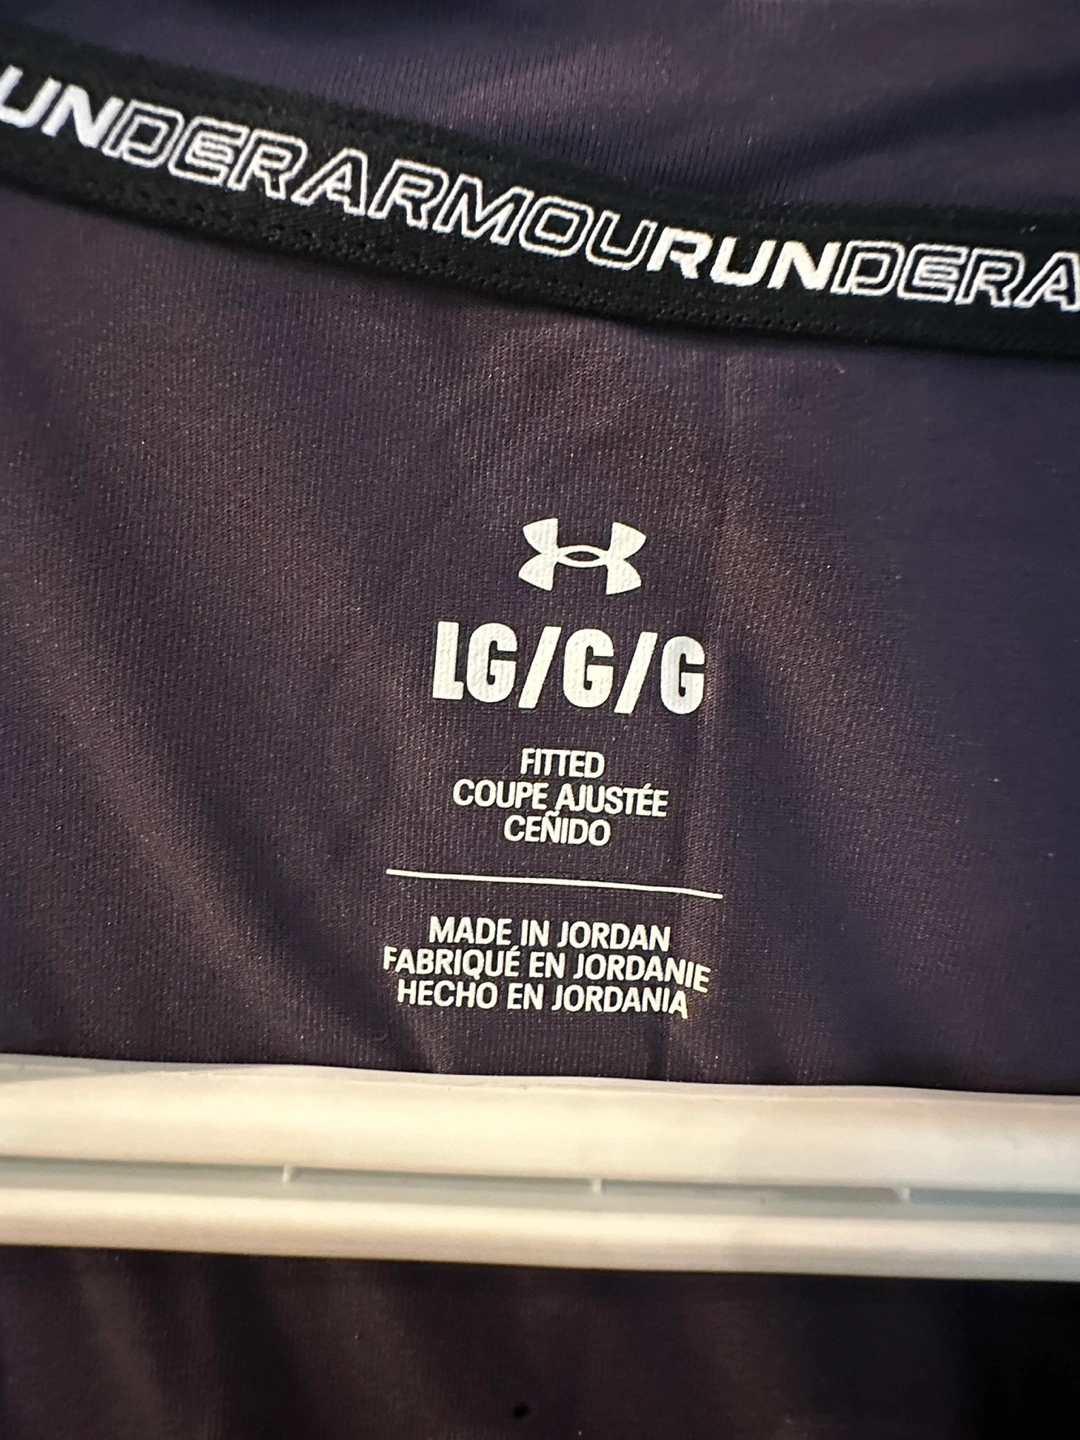 UNDERARMOURUNDERA
LG/G/G
FITTED
COUPE AJUSTÉE
CEÑIDO
MADE IN JORDAN
FABRIQUÉ EN JORDANIE
HECHO EN JORDANIA